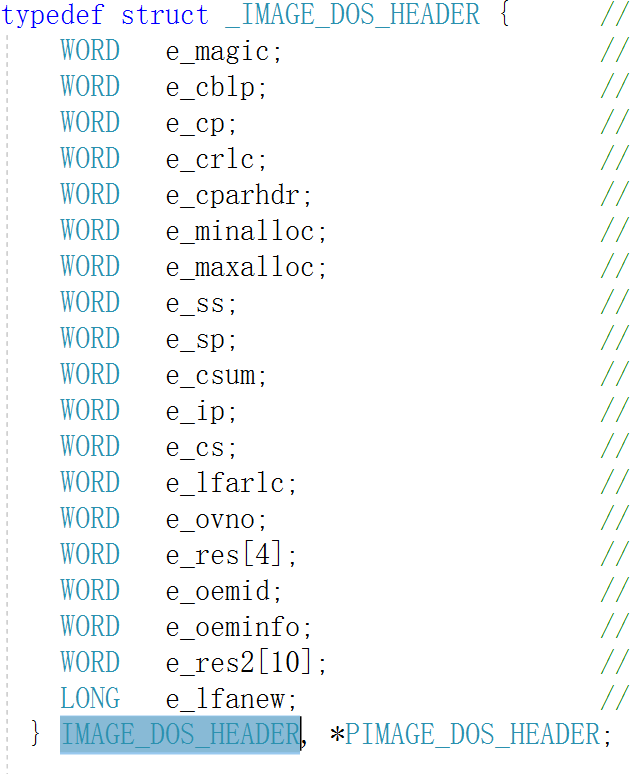 typedef struct _IMAGE_DOS_HEADER { //
WORD e_magic; //
WORD e_cblp; //
WORD e_cp; //
WORD e_crlc; //
WORD e_cparhdr; //
WORD e_minalloc; //
WORD e_maxalloc; //
WORD e_ss; //
WORD e_sp; //
WORD e_csum; //
WORD e_ip; //
WORD e_cs; //
WORD e_lfarlc; //
WORD e_ovno; //
WORD e_res[4]; //
WORD e_oemid; //
WORD e_oeminfo; //
WORD e_res2[10]; //
LONG e_lfanew; //
} IMAGE_DOS_HEADER, *PIMAGE_DOS_HEADER;